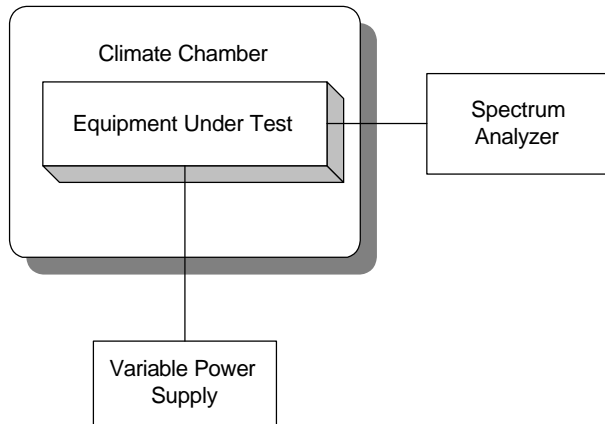 Climate Chamber
Equipment Under Test
Spectrum
Analyzer
Variable Power
Supply